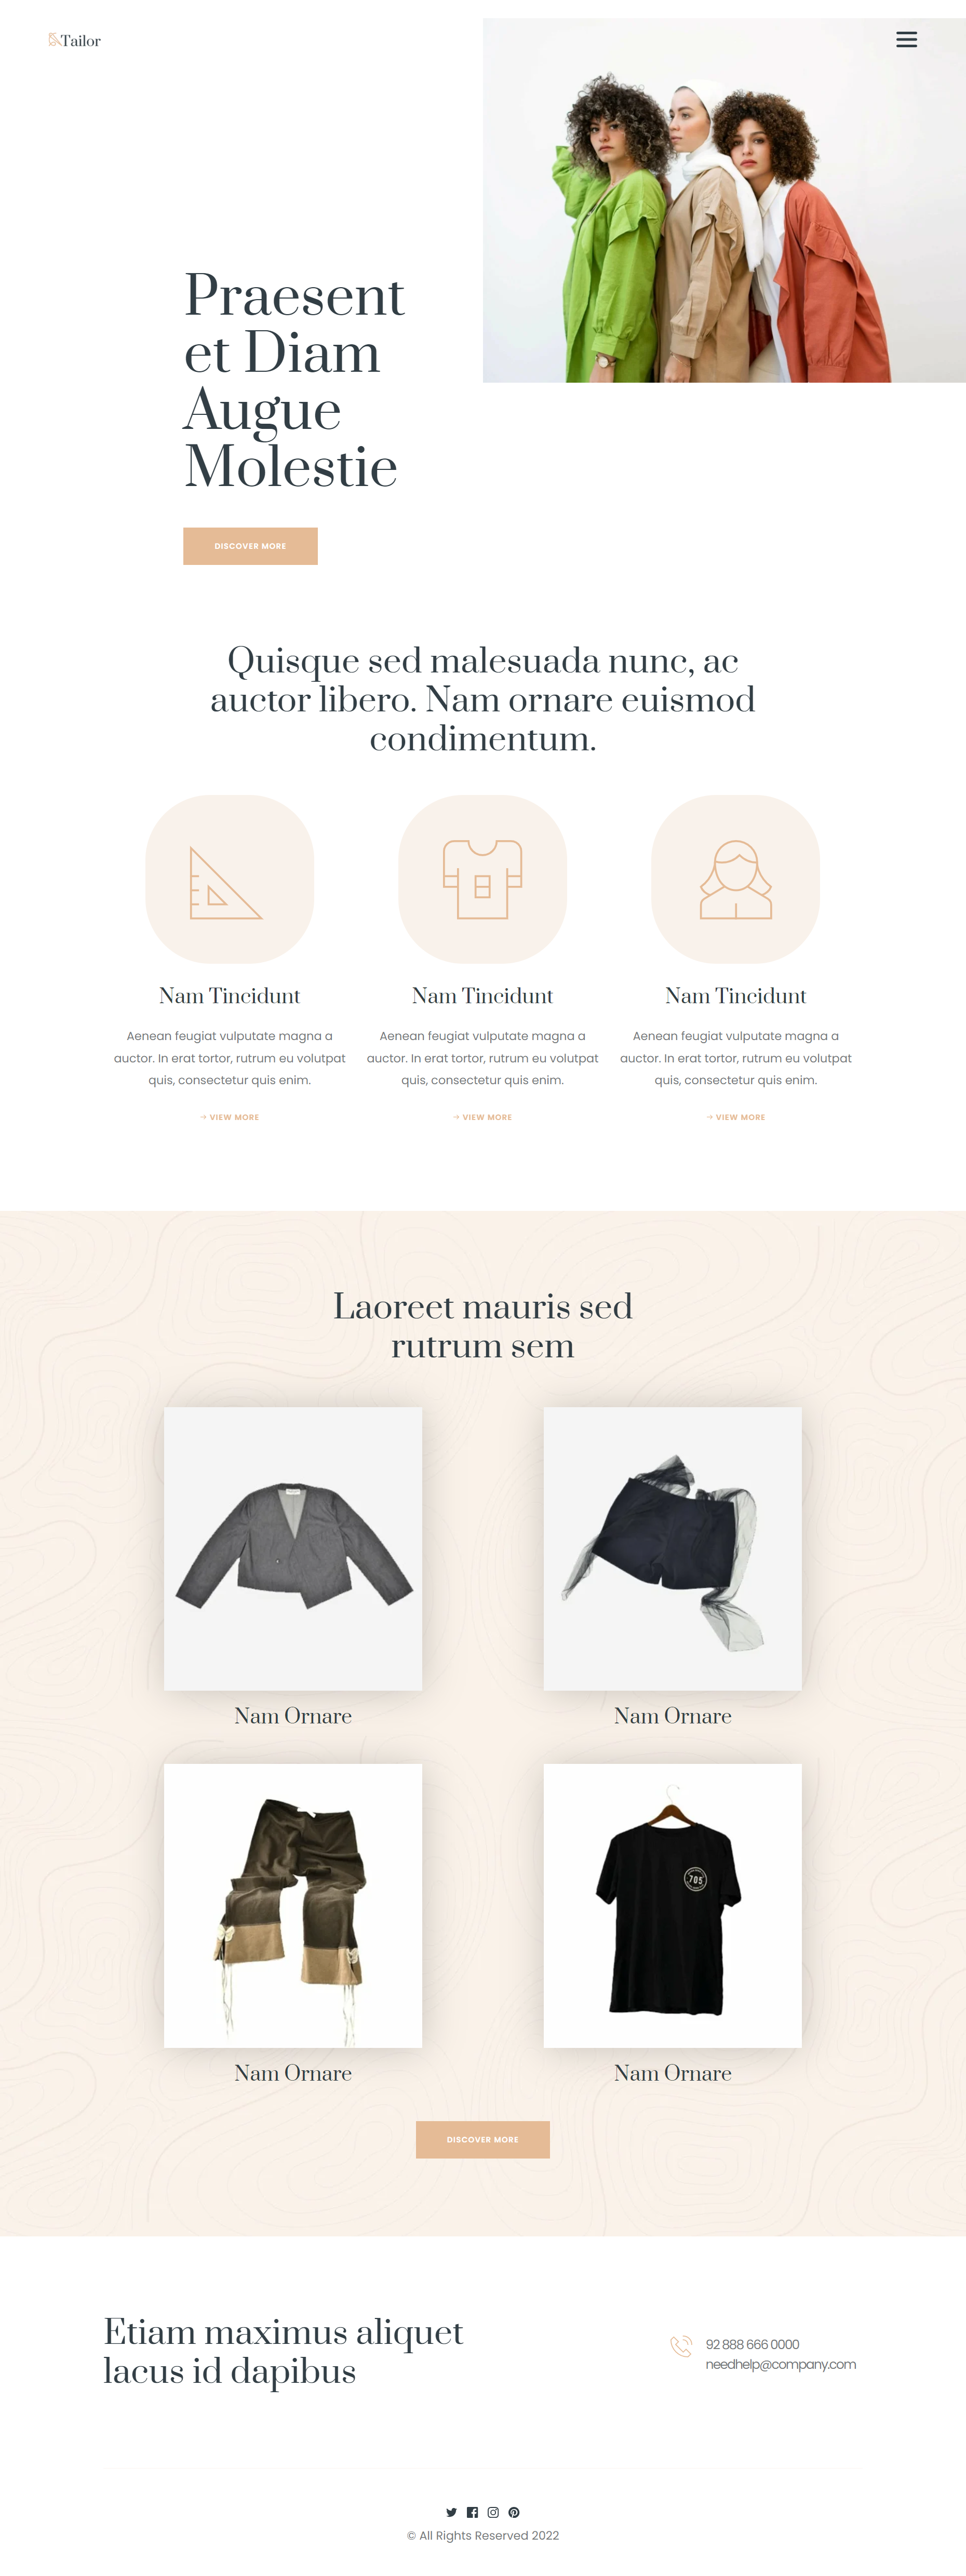 Tailor
Praesent
et Diam
Augue
Molestie
DISCOVER MORE
Quisque sed malesuada nunc, ac
auctor libero. Nam ornare euismod
condimentum.
Nam Tincidunt
Aenean feugiat vulputate magna a
auctor. In erat tortor, rutrum eu volutpat
quis, consectetur quis enim.
→ VIEW MORE
Nam Tincidunt
Aenean feugiat vulputate magna a
auctor. In erat tortor, rutrum eu volutpat
quis, consectetur quis enim.
→ VIEW MORE
Nam Tincidunt
Aenean feugiat vulputate magna a
auctor. In erat tortor, rutrum eu volutpat
quis, consectetur quis enim.
→ VIEW MORE
Laoreet mauris sed
rutrum sem
Nam Ornare
Nam Ornare
705
Nam Ornare
Nam Ornare
DISCOVER MORE
Etiam maximus aliquet
lacus id dapibus
92 888 666 0000
needhelp@company.com
© All Rights Reserved 2022